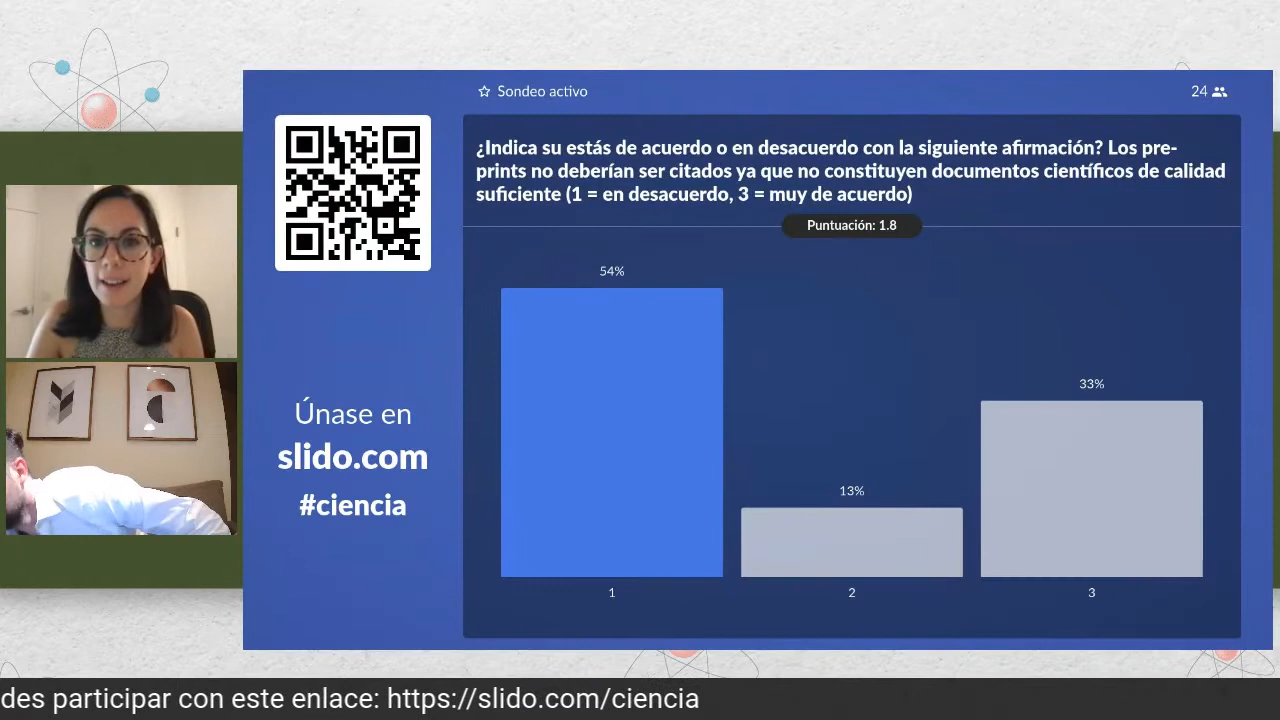 Sondeo activo
24
¿Indica su estás de acuerdo o en desacuerdo con la siguiente afirmación? Los pre-
prints no deberían ser citados ya que no constituyen documentos científicos de calidad
suficiente (1 = en desacuerdo, 3 = muy de acuerdo)
Puntuación: 1.8
54%
13%
33%
1
2
3
Únase en
slido.com
#ciencia
des participar con este enlace: https://slido.com/ciencia